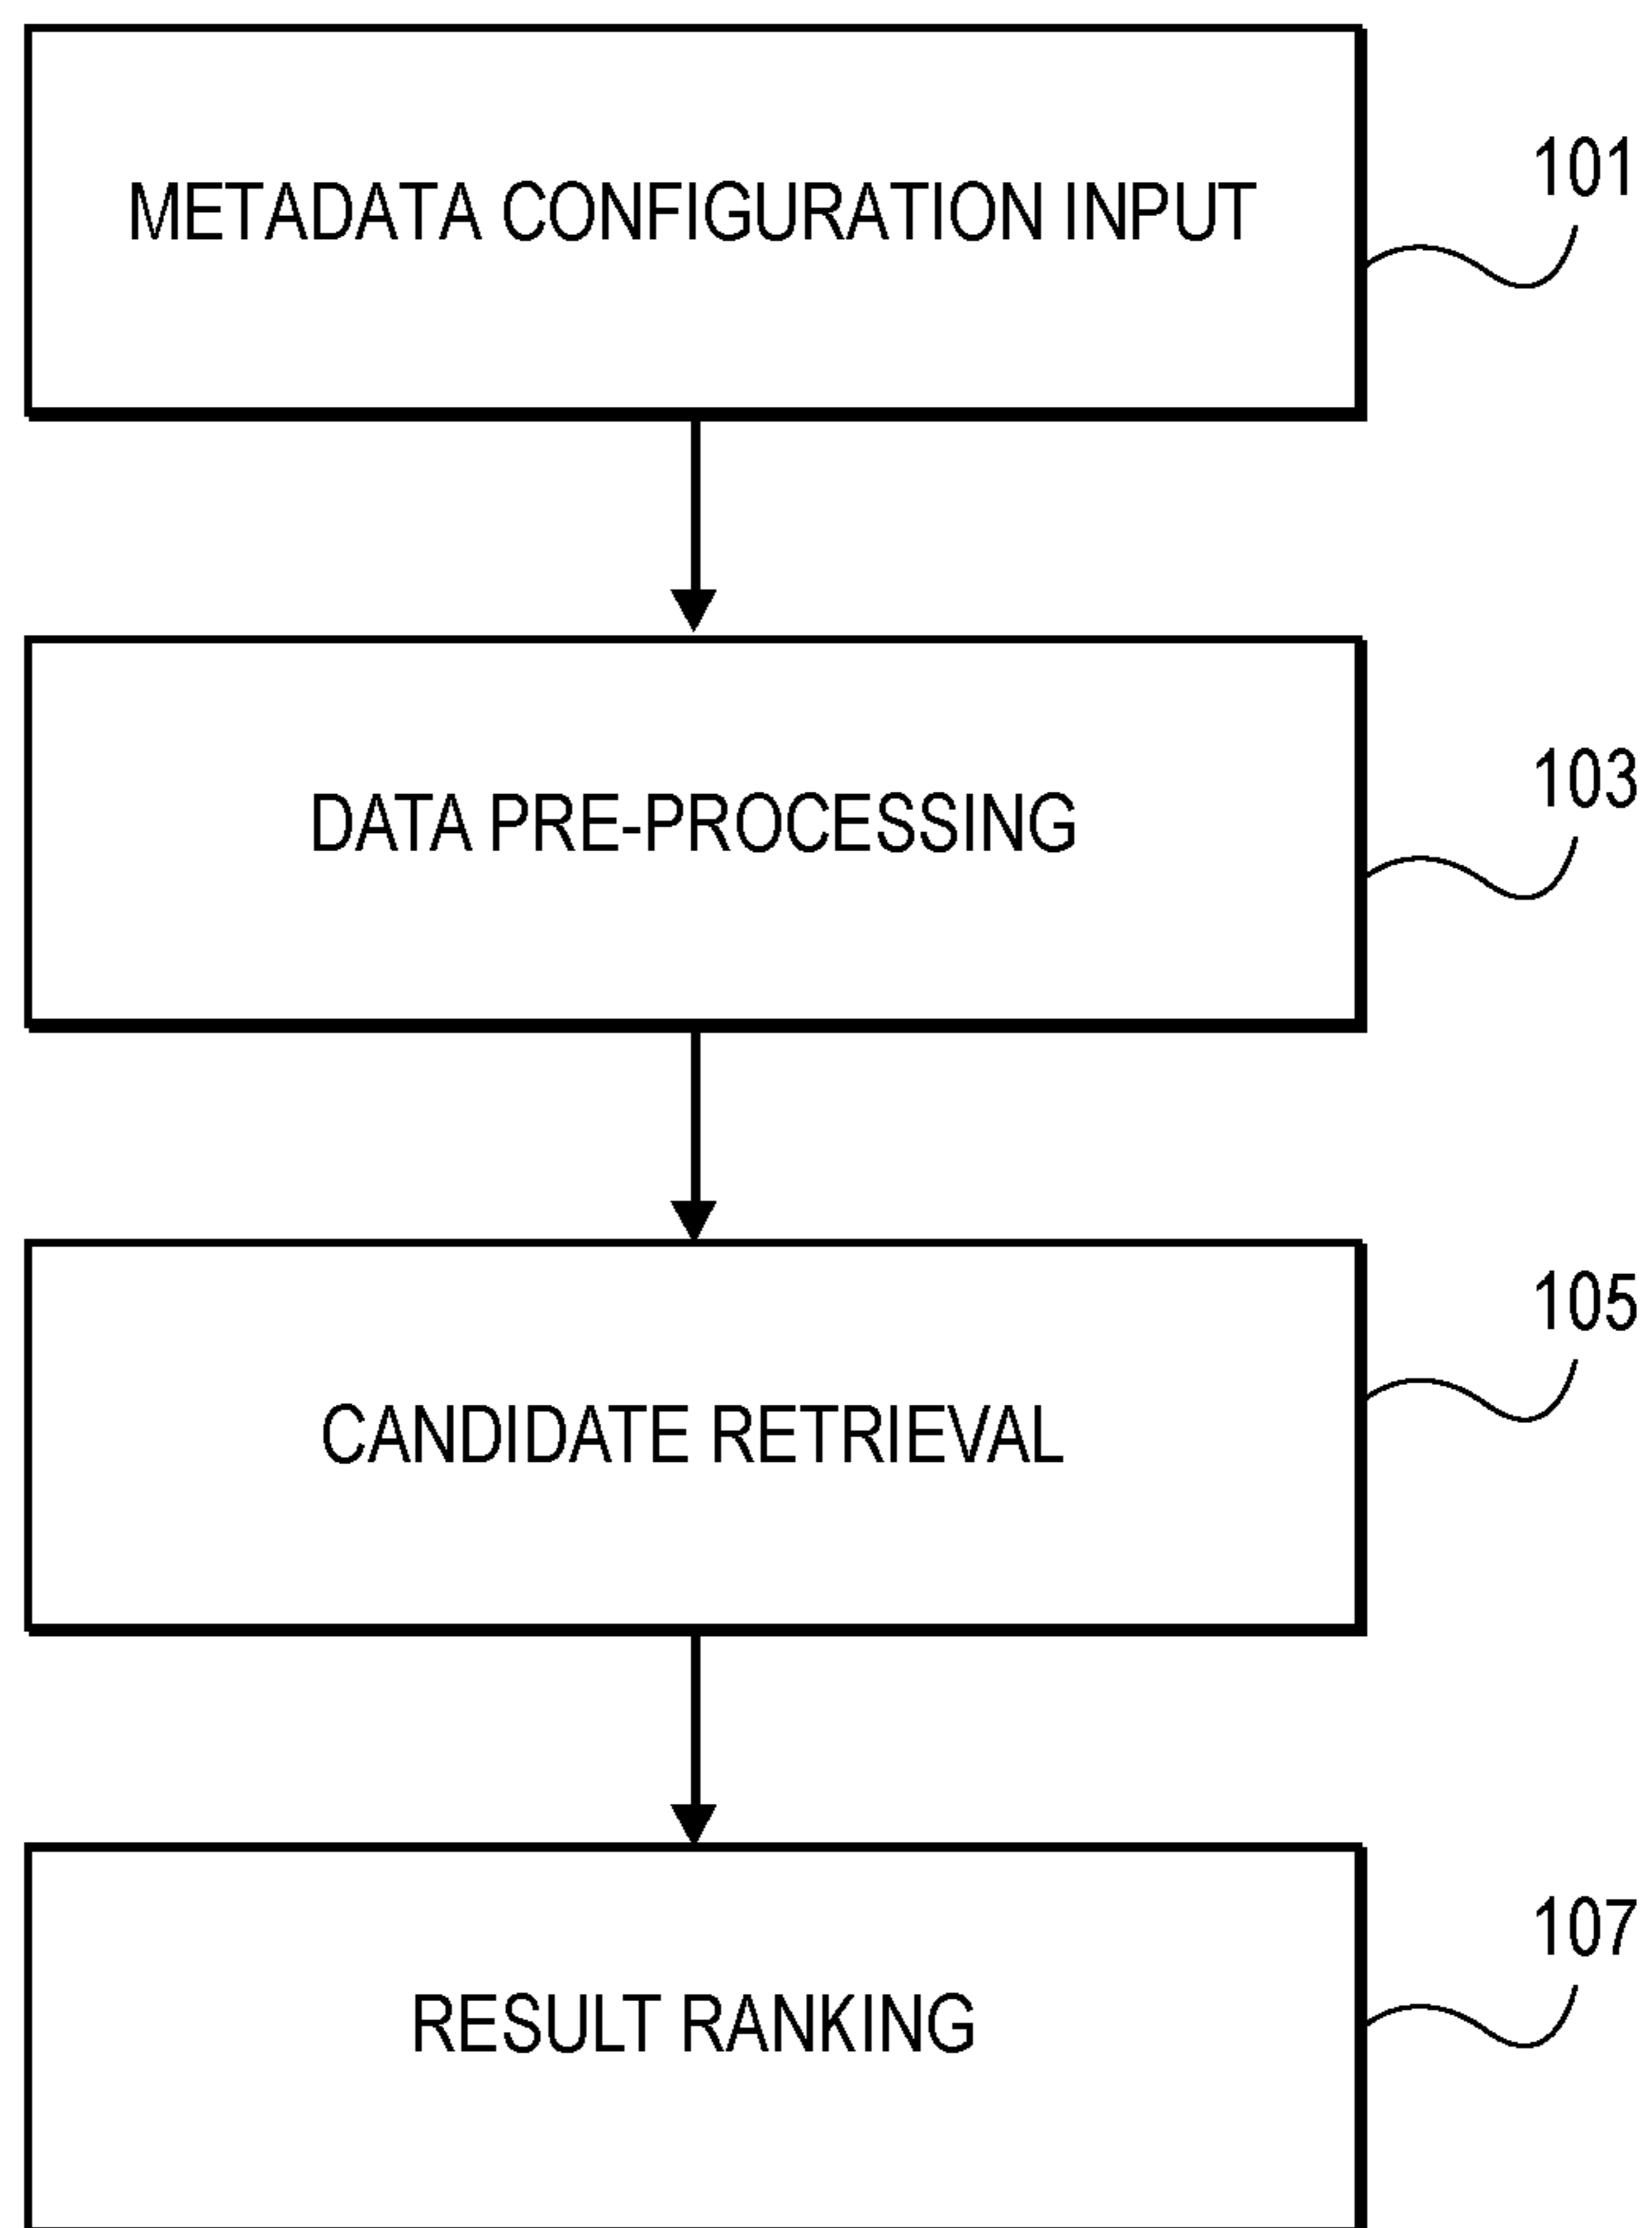 METADATA CONFIGURATION INPUT
101
DATA PRE-PROCESSING
103
CANDIDATE RETRIEVAL
105
RESULT RANKING
107